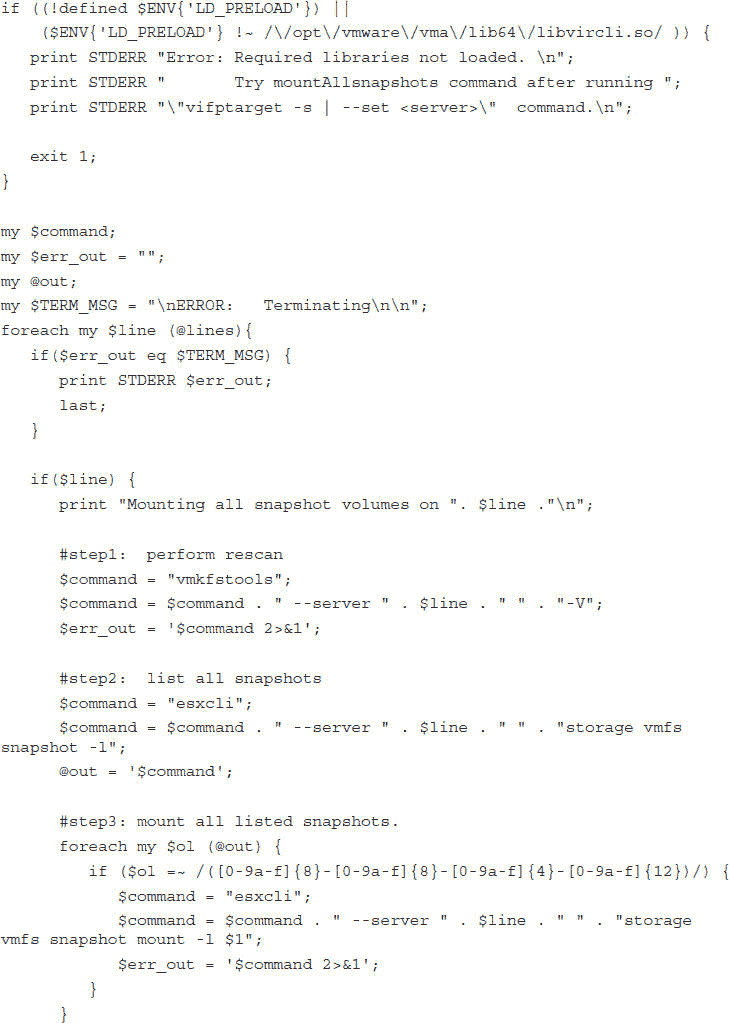 if ((!defined $ENV{'LD_PRELOAD'}) ||
    ($ENV{'LD_PRELOAD'} !~ /\/opt\/vmware\/vma\/lib64\/libvircli.so/ )) {
   print STDERR "Error: Required libraries not loaded. \n";
   print STDERR "       Try mountAllsnapshots command after running ";
   print STDERR "\"vifptarget -s | --set <server>\"  command.\n";

   exit 1;
}

my $command;
my $err_out = "";
my @out;
my $TERM_MSG = "\nERROR:   Terminating\n\n";
foreach my $line (@lines){
   if($err_out eq $TERM_MSG) {
      print STDERR $err_out;
      last;
   }

   if($line) {
      print "Mounting all snapshot volumes on ". $line ."\n";

      #step1:  perform rescan
      $command = "vmkfstools";
      $command = $command . " --server " . $line . " " . "-V";
      $err_out = '$command 2>&1';

      #step2:  list all snapshots
      $command = "esxcli";
      $command = $command . " --server " . $line . " " . "storage vmfs
snapshot -l";
      @out = '$command';

      #step3: mount all listed snapshots.
      foreach my $ol (@out) {
         if ($ol =~ /([0-9a-f]{8}-[0-9a-f]{8}-[0-9a-f]{4}-[0-9a-f]{12})/) {
            $command = "esxcli";
            $command = $command . " --server " . $line . " " . "storage
vmfs snapshot mount -l $1";
            $err_out = '$command 2>&1';
         }
      }